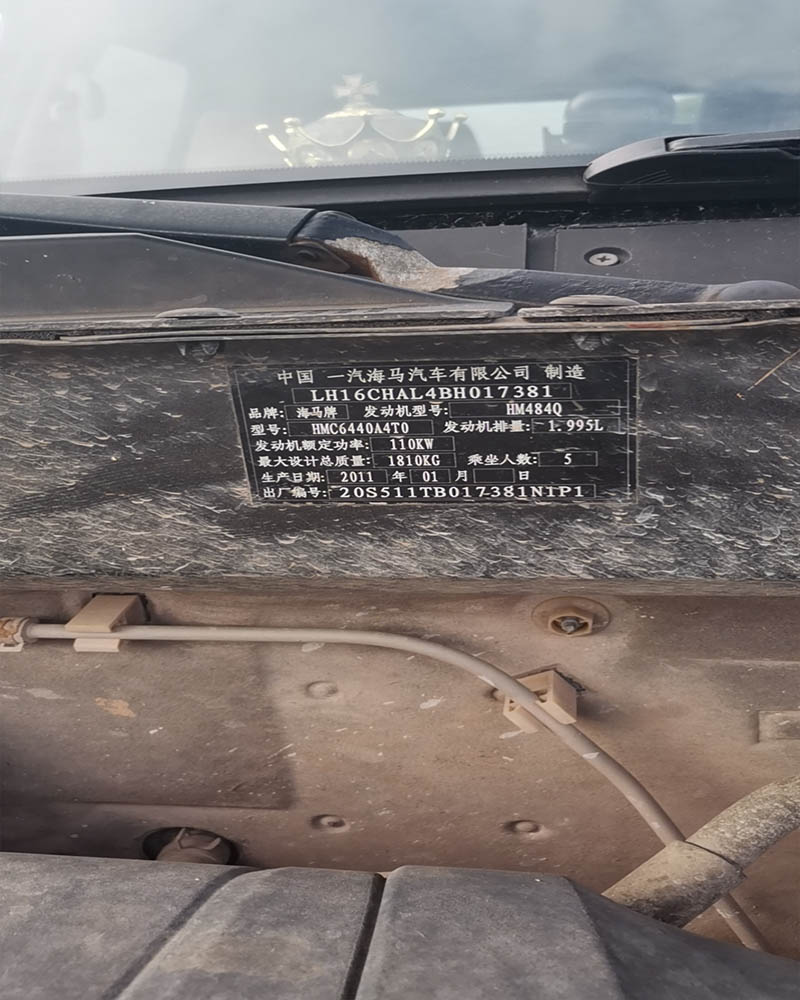 中国 一汽海马汽车有限公司 制造
LH16CHAL4BH017381
品牌: 海马牌 发动机型号: HM484Q
型号: HMC6440A4T0 发动机排量: 1.995L
发动机额定功率: 110KW
最大设计总质量: 1810KG 乘坐人数: 5
生产日期: 2011 年 01 月 日
出厂编号: 20S511TB017381NIP1